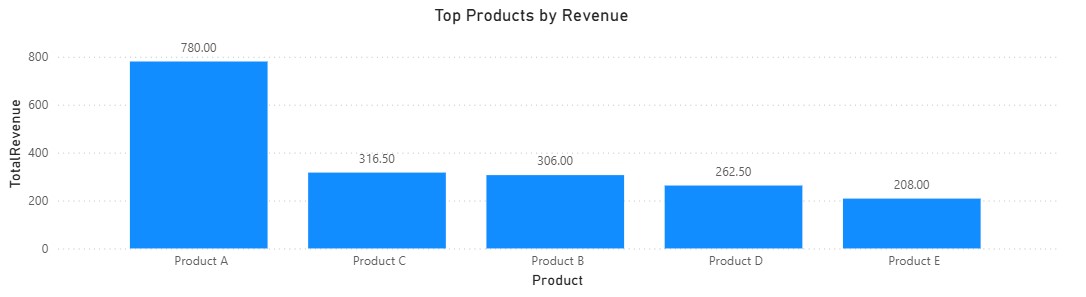 Top Products by Revenue
TotalRevenue
800
600
400
200
0
780.00
316.50
306.00
262.50
208.00
Product A
Product C
Product B
Product D
Product E
Product